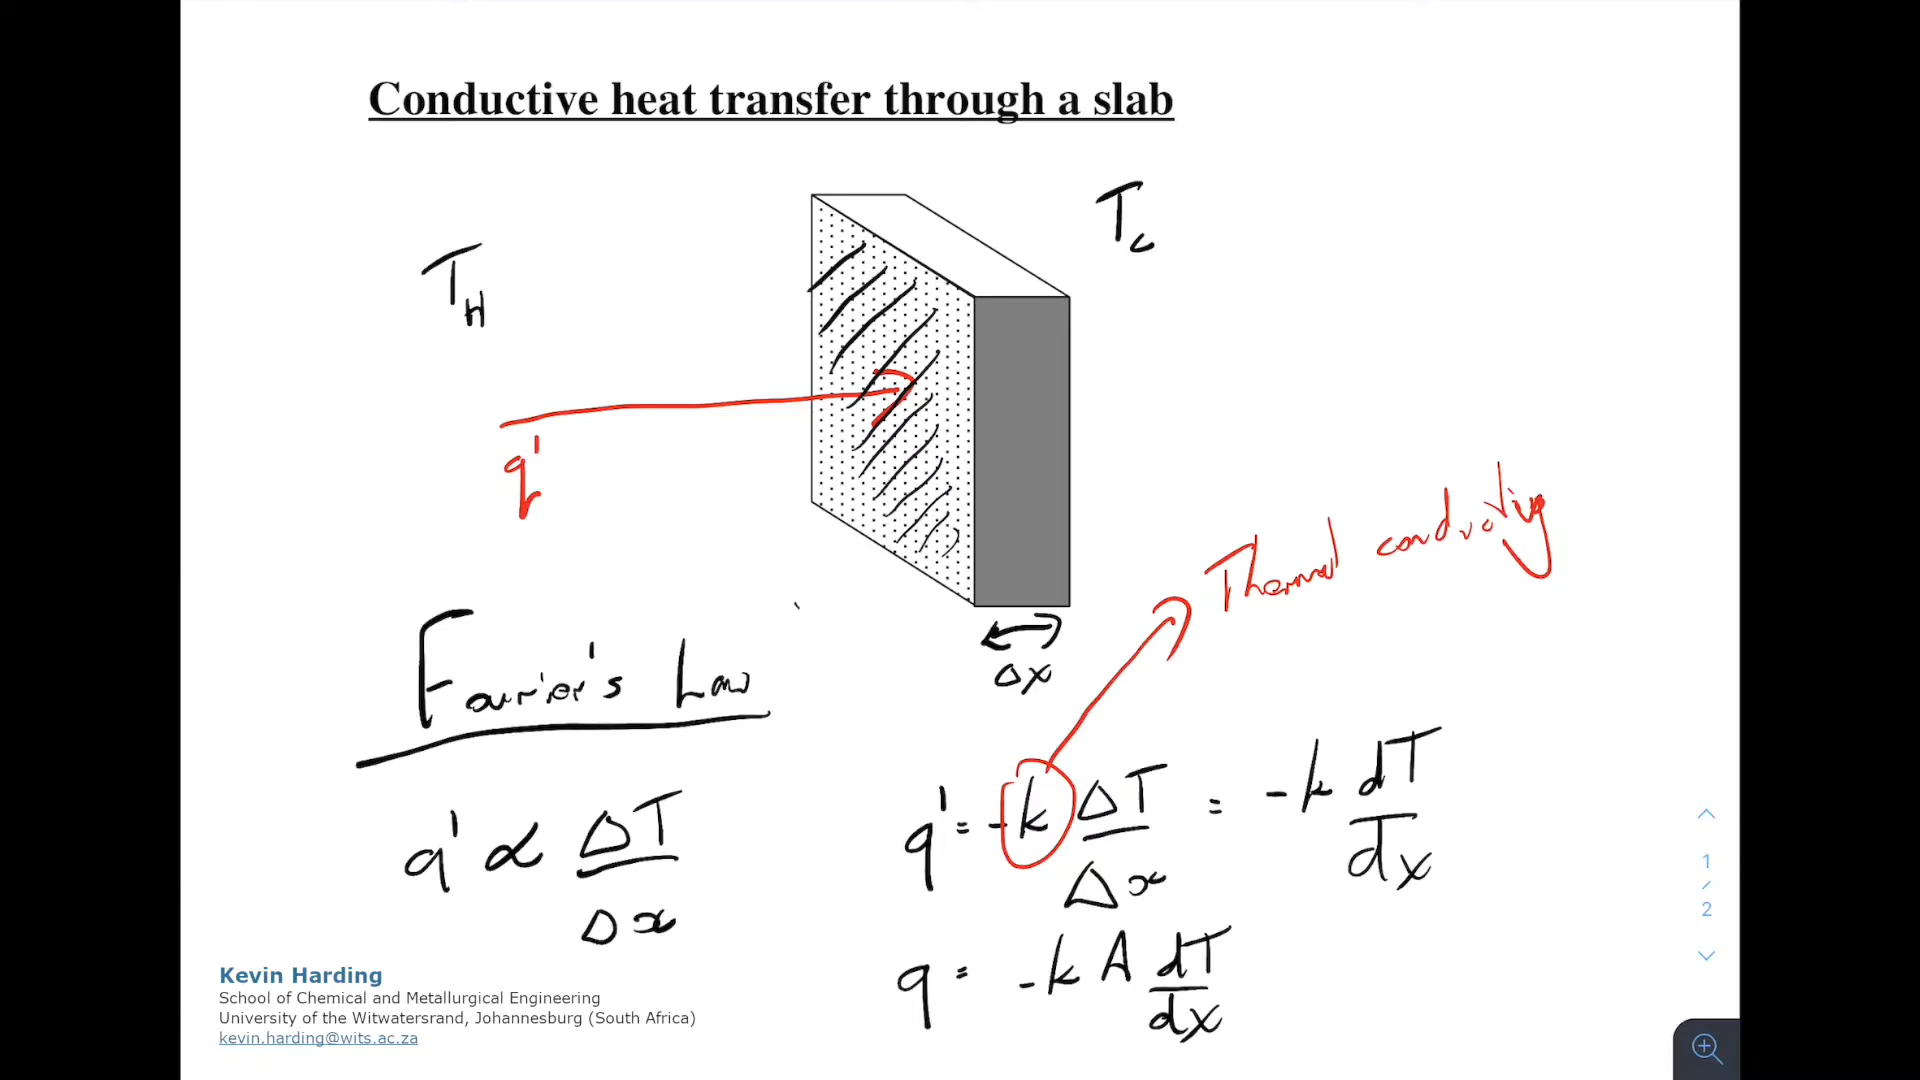 Conductive heat transfer through a slab
T_C
T_H
q'
Thermal conductivity
Δx
Fourier's Law
q' ∝ ΔT/Δx
q' = -k ΔT/Δx = -k dT/dx
q = -k A dT/dx
Kevin Harding
School of Chemical and Metallurgical Engineering
University of the Witwatersrand, Johannesburg (South Africa)
kevin.harding@wits.ac.za
1
/
2